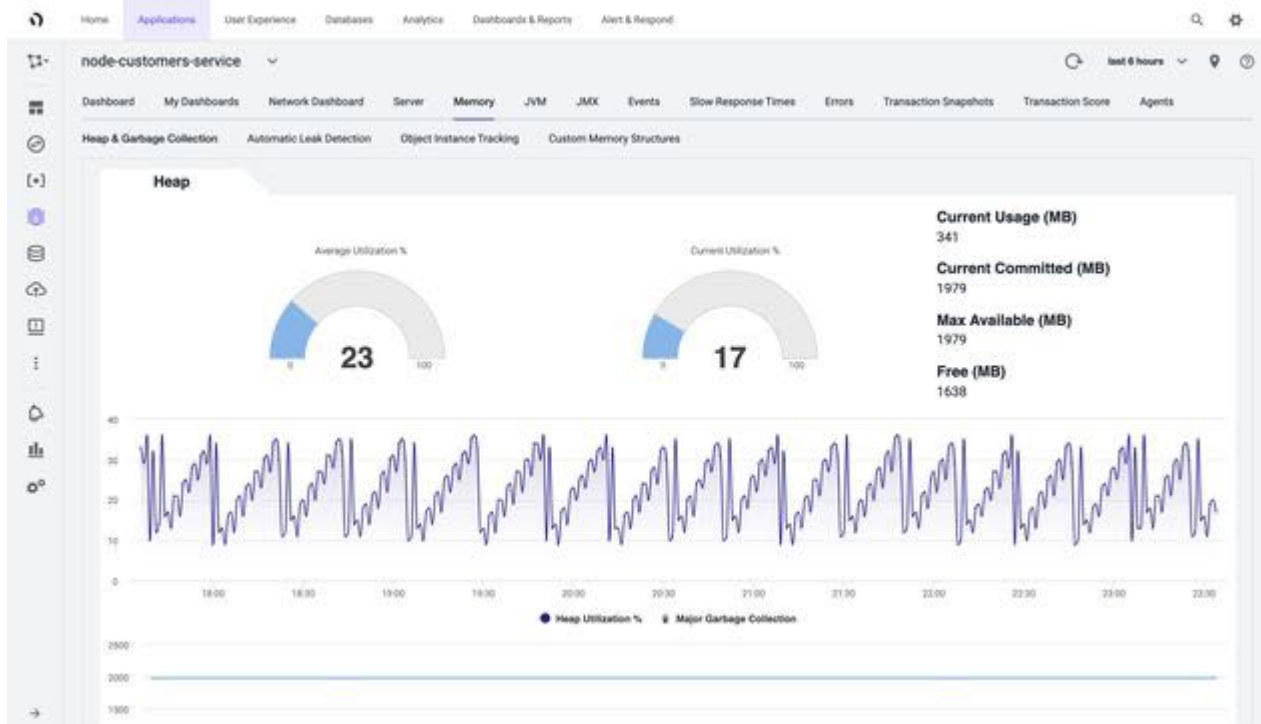 Home Applications User Experience Databases Analytics Dashboards & Reports Alert & Respond
node-customers-service last 6 hours
Dashboard My Dashboards Network Dashboard Server Memory JVM JMX Events Slow Response Times Errors Transaction Snapshots Transaction Score Agents
Heap & Garbage Collection Automatic Leak Detection Object Instance Tracking Custom Memory Structures
Heap
Average Utilization %
23
0 100
Current Utilization %
17
0 100
Current Usage (MB)
341
Current Committed (MB)
1979
Max Available (MB)
1979
Free (MB)
1638
40
30
20
10
0
18:00 18:30 19:00 19:30 20:00 20:30 21:00 21:30 22:00 22:30 23:00 23:30
Heap Utilization % Major Garbage Collection
2500
2000
1500